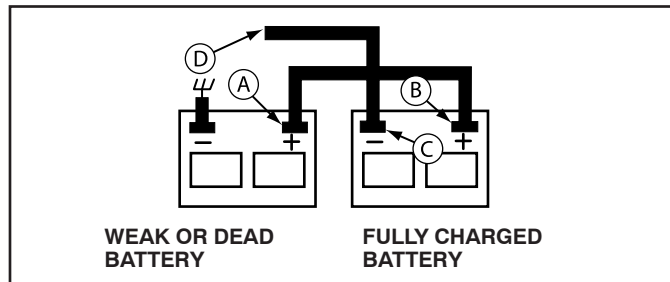 D
A
B
− + − +
C
WEAK OR DEAD
BATTERY
FULLY CHARGED
BATTERY